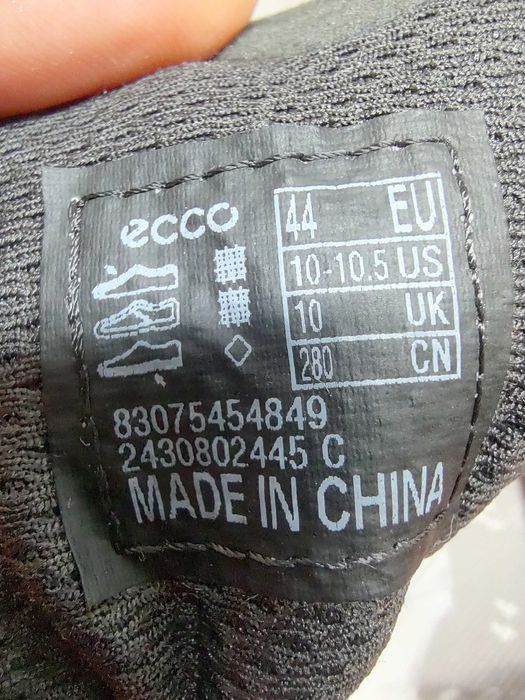 ecco
44 EU
10-10.5 US
10 UK
280 CN
83075454849
2430802445 C
MADE IN CHINA